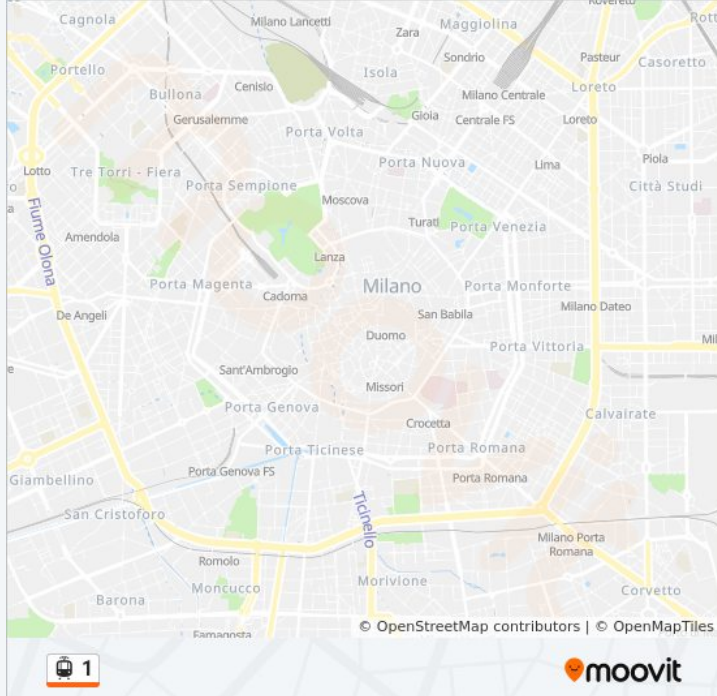 Rovereto
Cagnola
Milano Lancetti
Zara
Maggiolina
Portello
Sondrio
Pasteur
Casoretto
Isola
Bullona
Cenisio
Milano Centrale
Loreto
Gerusalemme
Porta Volta
Gioia
Centrale FS
Loreto
Lotto
Tre Torri - Fiera
Porta Nuova
Lima
Piola
Porta Sempione
Città Studi
Moscova
Fiume Olona
Turati
Porta Venezia
Amendola
Lanza
Porta Magenta
Milano
Porta Monforte
Cadorna
De Angeli
San Babila
Milano Dateo
Duomo
Porta Vittoria
Sant'Ambrogio
Missori
Porta Genova
Crocetta
Calvairate
Porta Ticinese
Porta Romana
Giambellino
Porta Genova FS
Porta Romana
Ticinello
San Cristoforo
Milano Porta
Romana
Romolo
Moncucco
Morivione
Corvetto
Barona
Famagosta
© OpenStreetMap contributors | © OpenMapTiles
1
moovit